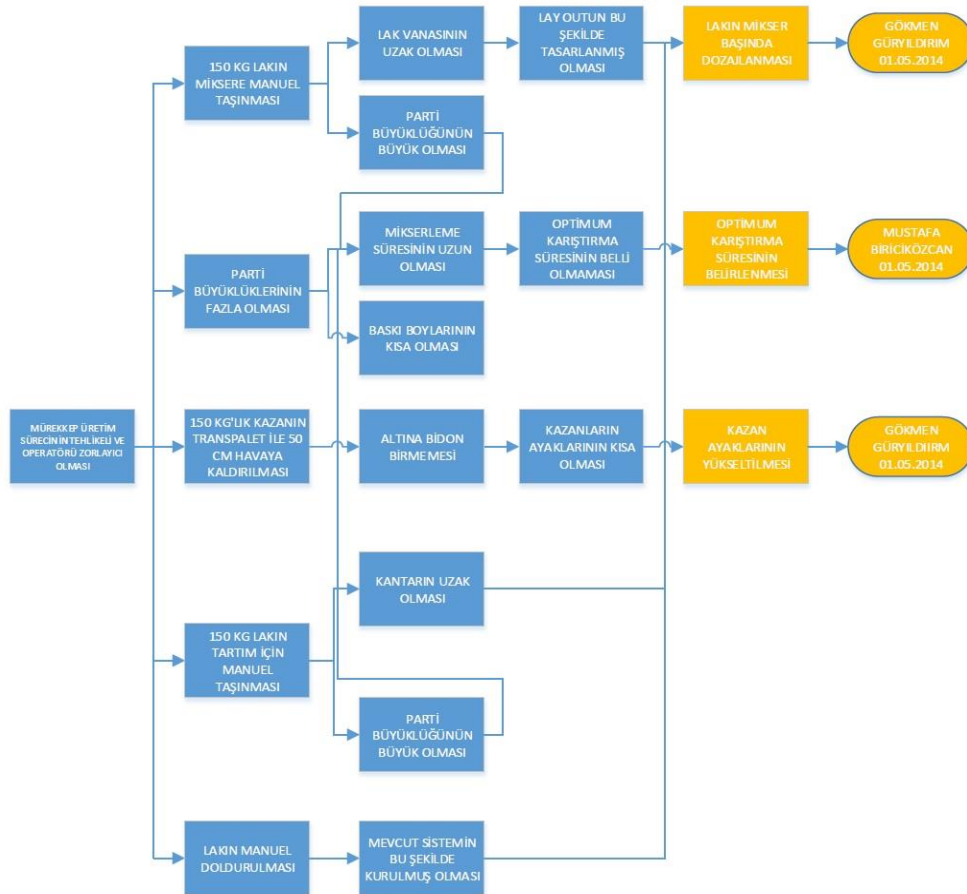 LAK VANASININ
UZAK OLMASI
LAY OUTUN BU
ŞEKİLDE
TASARLANMIŞ
OLMASI
LAKIN MİKSER
BAŞINDA
DOZAJLANMASI
GÖKMEN
GÜRYILDIRIM
01.05.2014
150 KG LAKIN
MİKSERE MANUEL
TAŞINMASI
PARTİ
BÜYÜKLÜĞÜNÜN
BÜYÜK OLMASI
MİKSERLEME
SÜRESİNİN UZUN
OLMASI
OPTİMUM
KARIŞTIRMA
SÜRESİNİN BELLİ
OLMAMASI
OPTİMUM
KARIŞTIRMA
SÜRESİNİN
BELİRLENMESİ
MUSTAFA
BİRİCİKÖZCAN
01.05.2014
PARTİ
BÜYÜKLÜKLERİNİN
FAZLA OLMASI
BASKI BOYLARININ
KISA OLMASI
MÜREKKEP ÜRETİM
SÜRECİNİN TEHLİKELİ VE
OPERATÖRÜ ZORLAYICI
OLMASI
150 KG'LIK KAZANIN
TRANSPALET İLE 50
CM HAVAYA
KALDIRILMASI
ALTINA BİDON
BİRMEMESİ
KAZANLARIN
AYAKLARININ KISA
OLMASI
KAZAN
AYAKLARININ
YÜKSELTİLMESİ
GÖKMEN
GÜRYILDIIRM
01.05.2014
KANTARIN UZAK
OLMASI
150 KG LAKIN
TARTIM İÇİN
MANUEL
TAŞINMASI
PARTİ
BÜYÜKLÜĞÜNÜN
BÜYÜK OLMASI
LAKIN MANUEL
DOLDURULMASI
MEVCUT SİSTEMİN
BU ŞEKİLDE
KURULMUŞ OLMASI